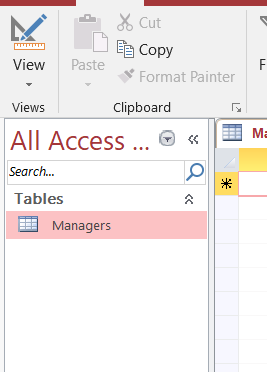 Cut
Copy
Format Painter
View
Paste
Views
Clipboard
All Access ...
Search...
Tables
Managers